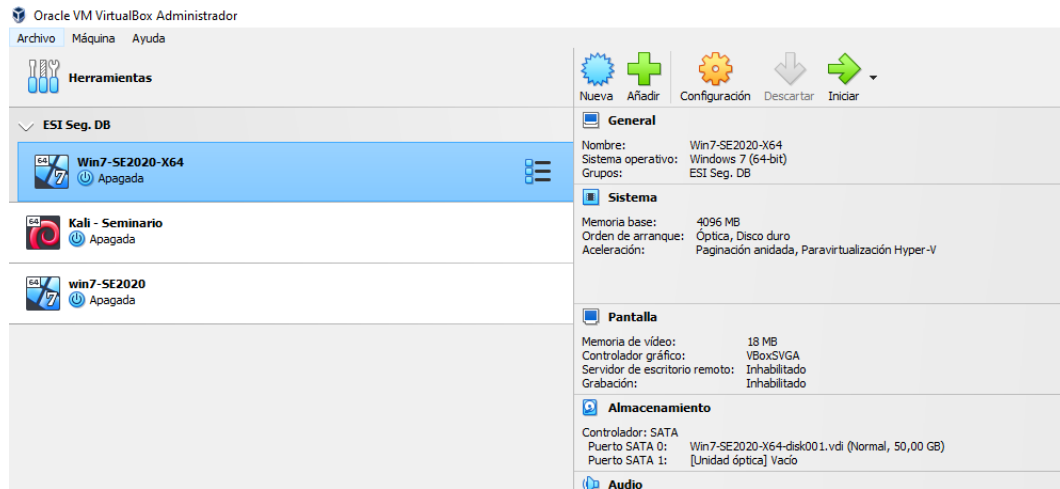 Oracle VM VirtualBox Administrador
Archivo Máquina Ayuda
Herramientas
Nueva Añadir Configuración Descartar Iniciar
ESI Seg. DB
64 7 Win7-SE2020-X64
Apagada
64 Kali - Seminario
Apagada
64 7 win7-SE2020
Apagada
General
Nombre: Win7-SE2020-X64
Sistema operativo: Windows 7 (64-bit)
Grupos: ESI Seg. DB
Sistema
Memoria base: 4096 MB
Orden de arranque: Óptica, Disco duro
Aceleración: Paginación anidada, Paravirtualización Hyper-V
Pantalla
Memoria de vídeo: 18 MB
Controlador gráfico: VBoxSVGA
Servidor de escritorio remoto: Inhabilitado
Grabación: Inhabilitado
Almacenamiento
Controlador: SATA
Puerto SATA 0: Win7-SE2020-X64-disk001.vdi (Normal, 50,00 GB)
Puerto SATA 1: [Unidad óptica] Vacío
Audio